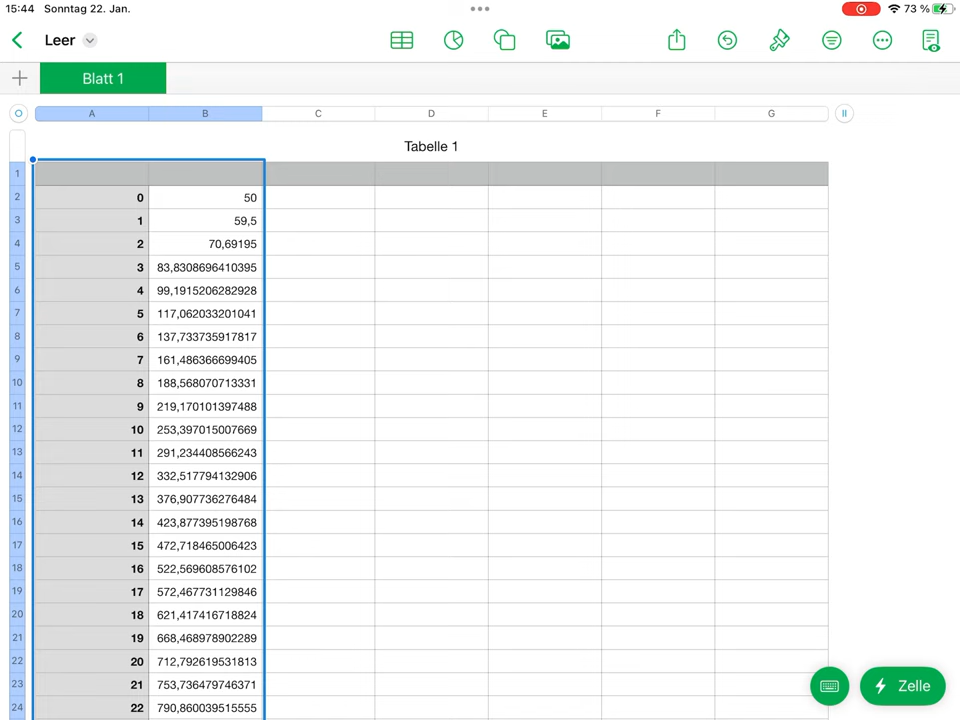 15:44 Sonntag 22. Jan. 73 %
Leer
Blatt 1
A B C D E F G
Tabelle 1
1
2 0 50
3 1 59,5
4 2 70,69195
5 3 83,8308696410395
6 4 99,1915206282928
7 5 117,062033201041
8 6 137,733735917817
9 7 161,486366699405
10 8 188,568070713331
11 9 219,170101397488
12 10 253,397015007669
13 11 291,234408566243
14 12 332,517794132906
15 13 376,907736276484
16 14 423,877395198768
17 15 472,718465006423
18 16 522,569608576102
19 17 572,467731129846
20 18 621,417416718824
21 19 668,468978902289
22 20 712,792619531813
23 21 753,736479746371
24 22 790,860039515555
Zelle